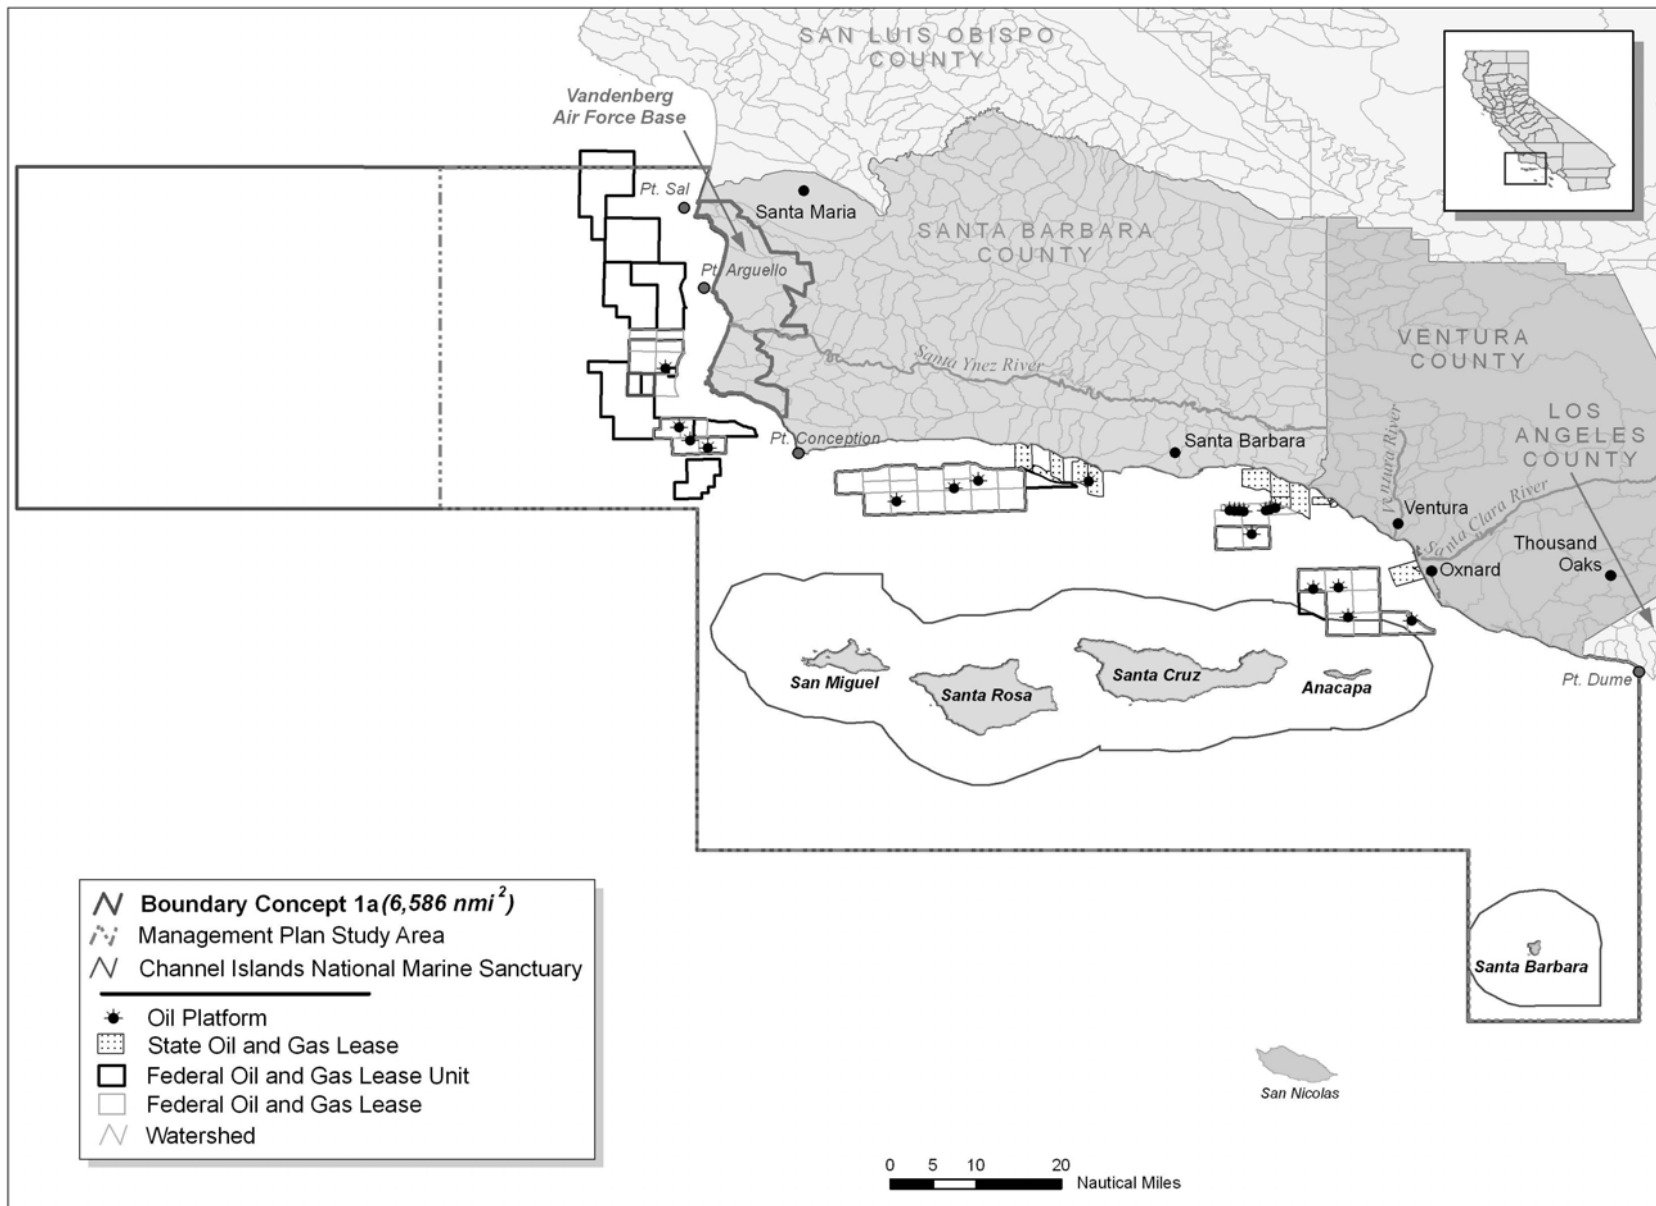 SAN LUIS OBISPO
COUNTY
Vandenberg
Air Force Base
Pt. Sal
Santa Maria
SANTA BARBARA
COUNTY
Pt. Arguello
VENTURA
COUNTY
Santa Ynez River
LOS
ANGELES
COUNTY
Pt. Conception
Santa Barbara
Ventura River
Ventura
Santa Clara River
Thousand
Oaks
Oxnard
San Miguel
Santa Rosa
Santa Cruz
Anacapa
Pt. Dume
Boundary Concept 1a (6,586 nmi²)
Management Plan Study Area
Channel Islands National Marine Sanctuary
Oil Platform
State Oil and Gas Lease
Federal Oil and Gas Lease Unit
Federal Oil and Gas Lease
Watershed
Santa Barbara
San Nicolas
0 5 10 20
Nautical Miles